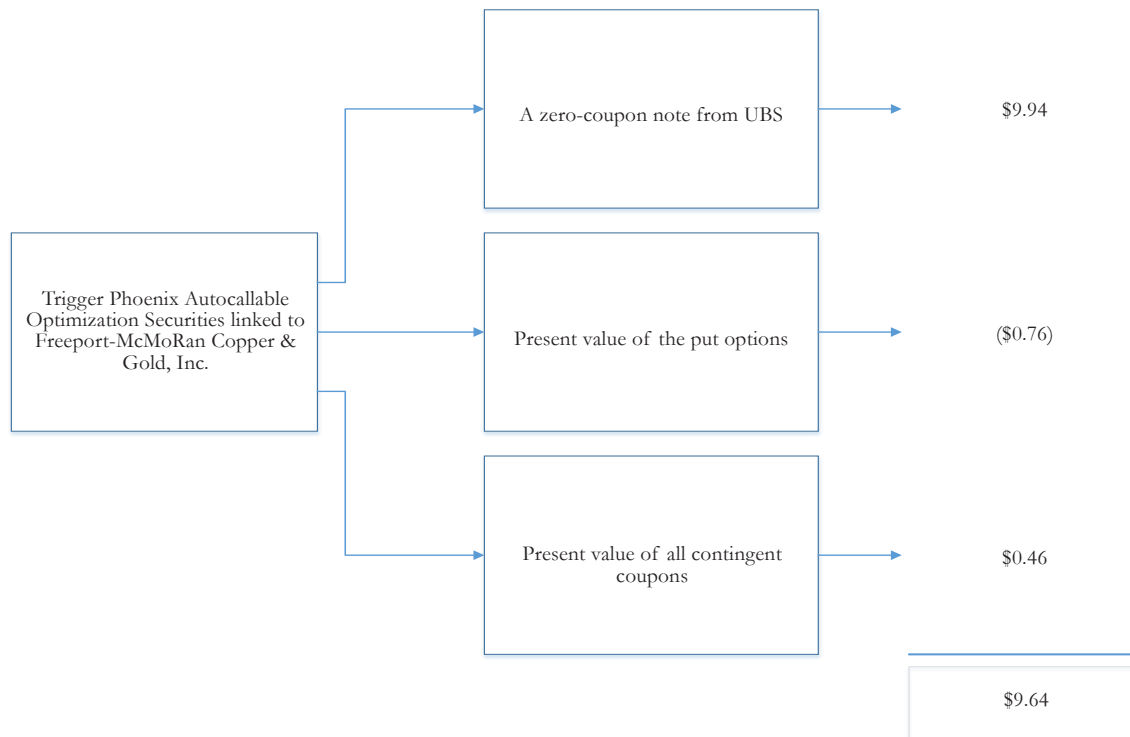 A zero-coupon note from UBS
$9.94
Trigger Phoenix Autocallable
Optimization Securities linked to
Freeport-McMoRan Copper &
Gold, Inc.
Present value of the put options
($0.76)
Present value of all contingent
coupons
$0.46
$9.64